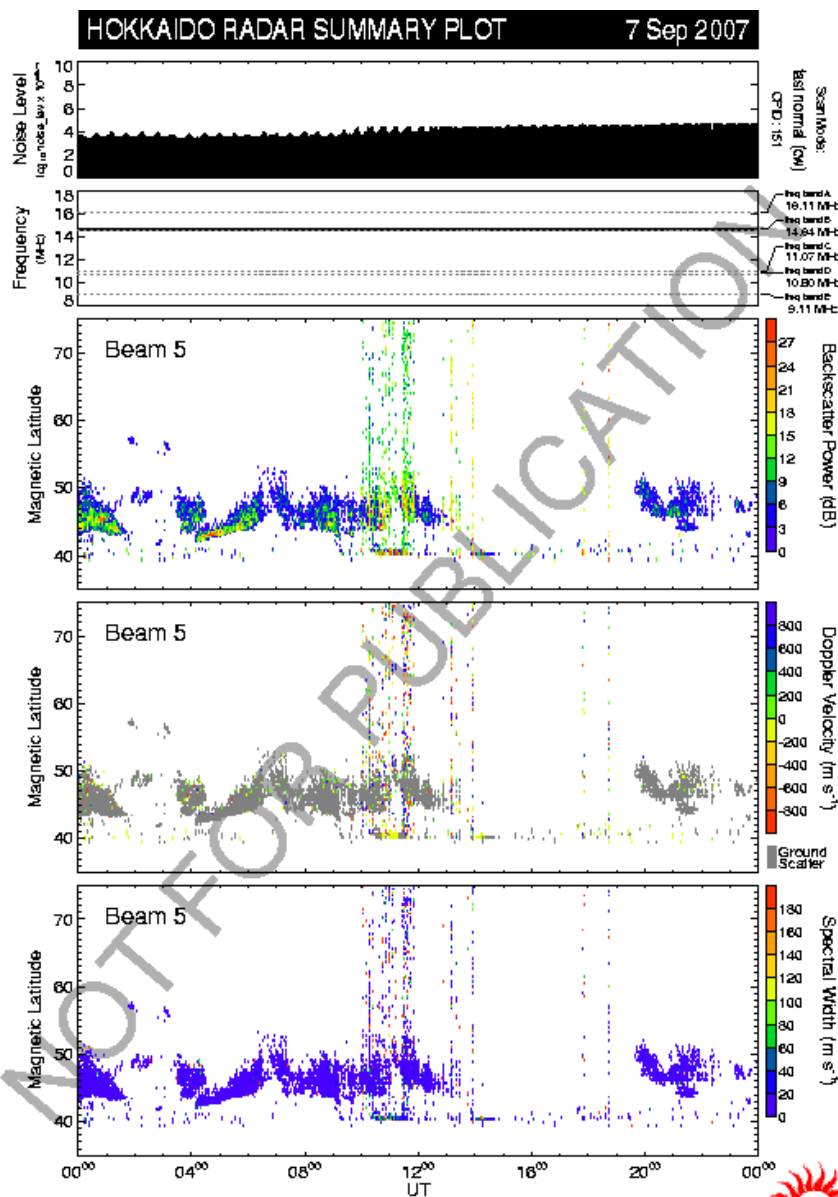 HOKKAIDO RADAR SUMMARY PLOT 7 Sep 2007
10
8
6
4
2
0
Noise Level
Scan Mode:
fast normal (cw)
CPID: 151
18
16
14
12
10
8
Frequency
(MHz)
freq band A
16.11 MHz
freq band B
freq band C
11.07 MHz
freq band D
freq band E
9.11 MHz
Beam 5
70
60
50
40
Magnetic Latitude
27
24
21
18
15
12
9
6
3
0
Backscatter Power (dB)
Beam 5
70
60
50
40
Magnetic Latitude
800
600
400
200
0
-200
-400
-600
-800
Doppler Velocity (m s⁻¹)
Ground
Scatter
Beam 5
70
60
50
40
Magnetic Latitude
180
160
140
120
100
80
60
40
20
0
Spectral Width (m s⁻¹)
00⁰⁰ 04⁰⁰ 08⁰⁰ 12⁰⁰ 16⁰⁰ 20⁰⁰ 00⁰⁰
UT
NOT FOR PUBLICATION